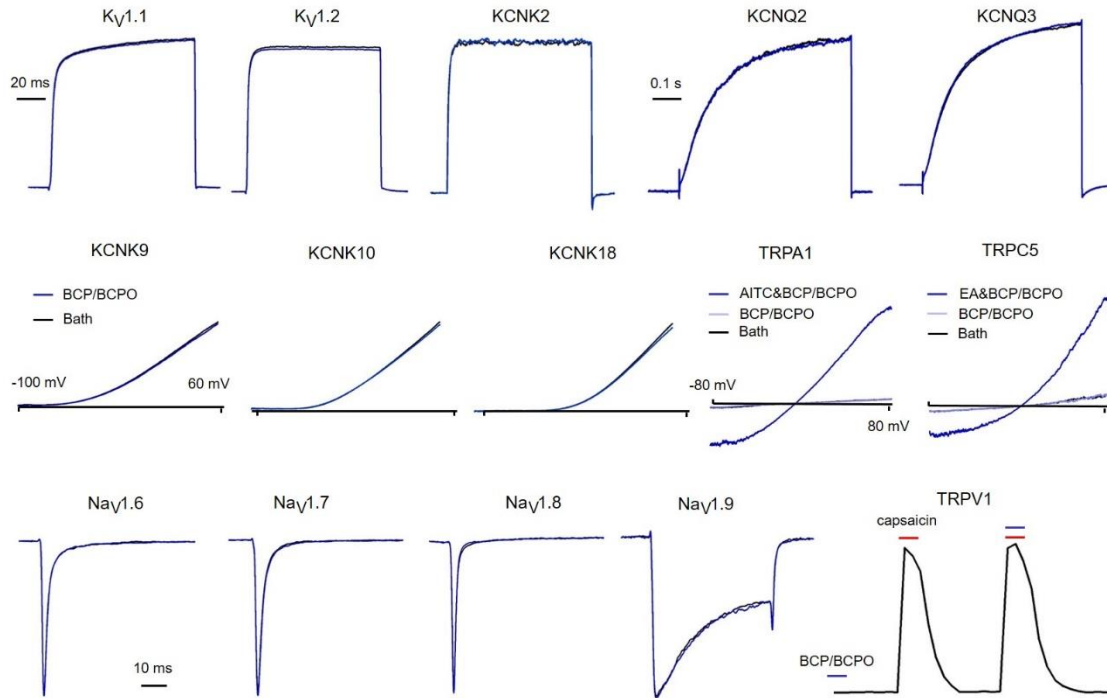 KV1.1
KV1.2
KCNK2
KCNQ2
KCNQ3
20 ms
0.1 s
KCNK9
KCNK10
KCNK18
TRPA1
TRPC5
BCP/BCPO
Bath
AITC&BCP/BCPO
BCP/BCPO
Bath
EA&BCP/BCPO
BCP/BCPO
Bath
-100 mV
60 mV
-80 mV
80 mV
NaV1.6
NaV1.7
NaV1.8
NaV1.9
TRPV1
capsaicin
10 ms
BCP/BCPO